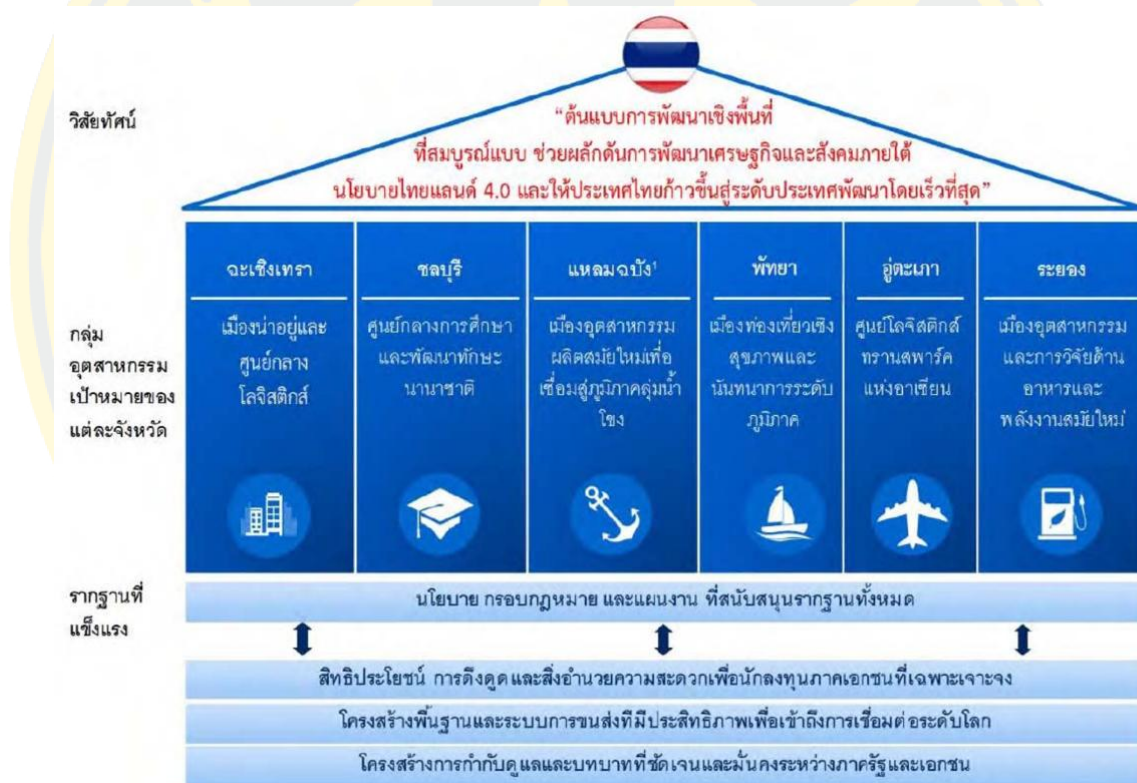 วิสัยทัศน์
“ต้นแบบการพัฒนาเชิงพื้นที่
ที่สมบูรณ์แบบ ช่วยผลักดันการพัฒนาเศรษฐกิจและสังคมภายใต้
นโยบายไทยแลนด์ 4.0 และให้ประเทศไทยก้าวขึ้นสู่ระดับประเทศพัฒนาโดยเร็วที่สุด”
กลุ่ม
อุตสาหกรรม
เป้าหมายของ
แต่ละจังหวัด
ฉะเชิงเทรา
เมืองน่าอยู่และ
ศูนย์กลาง
โลจิสติกส์
ชลบุรี
ศูนย์กลางการศึกษา
และพัฒนาทักษะ
นานาชาติ
แหลมฉบัง¹
เมืองอุตสาหกรรม
ผลิตสมัยใหม่เพื่อ
เชื่อมสู่ภูมิภาคลุ่มน้ำ
โขง
พัทยา
เมืองท่องเที่ยวเชิง
สุขภาพและ
นันทนาการระดับ
ภูมิภาค
อู่ตะเภา
ศูนย์โลจิสติกส์
ทรานสพาร์ค
แห่งอาเซียน
ระยอง
เมืองอุตสาหกรรม
และการวิจัยด้าน
อาหารและ
พลังงานสมัยใหม่
รากฐานที่
แข็งแรง
นโยบาย กรอบกฎหมาย และแผนงาน ที่สนับสนุนรากฐานทั้งหมด
สิทธิประโยชน์ การดึงดูดและสิ่งอำนวยความสะดวกเพื่อนักลงทุนภาคเอกชนที่เฉพาะเจาะจง
โครงสร้างพื้นฐานและระบบการขนส่งที่มีประสิทธิภาพเพื่อเข้าถึงการเชื่อมต่อระดับโลก
โครงสร้างการกำกับดูแลและบทบาทที่ชัดเจนและมั่นคงระหว่างภาครัฐและเอกชน